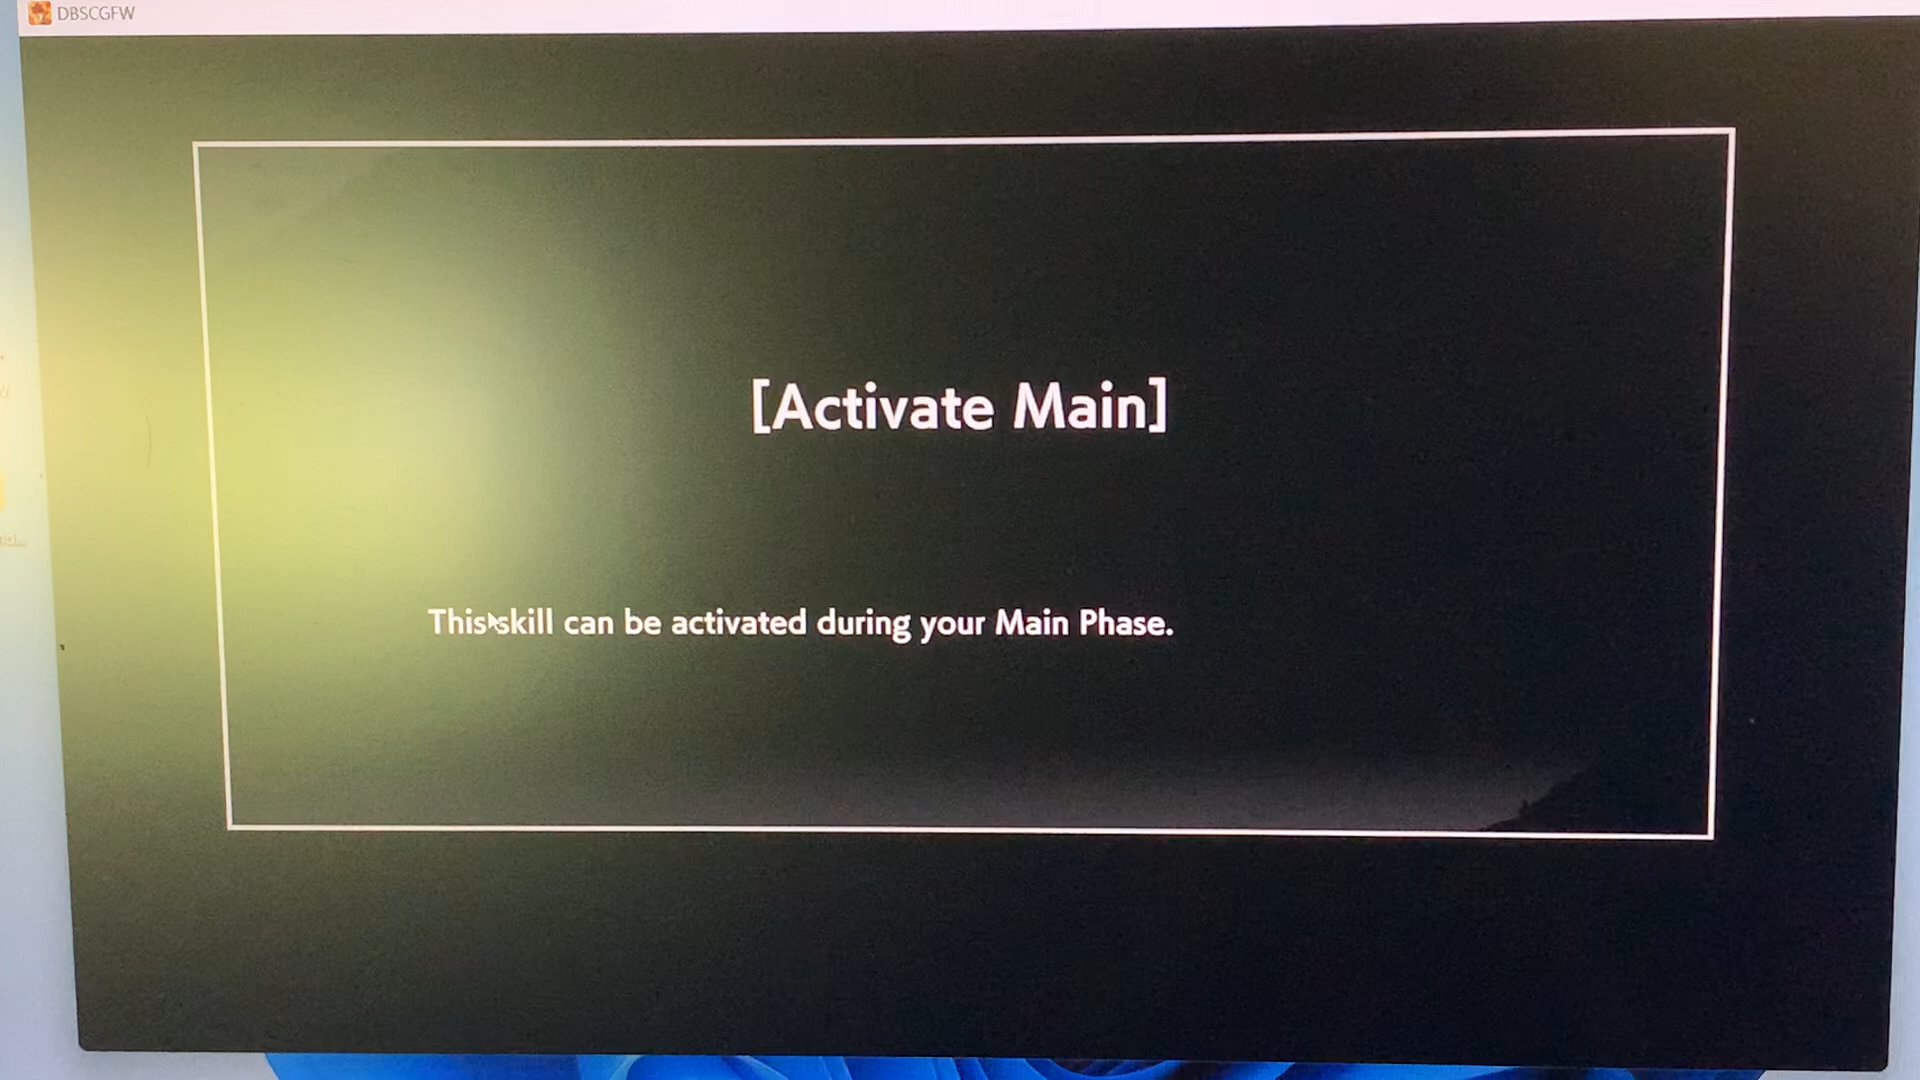 DBSCGFW
[Activate Main]
This skill can be activated during your Main Phase.